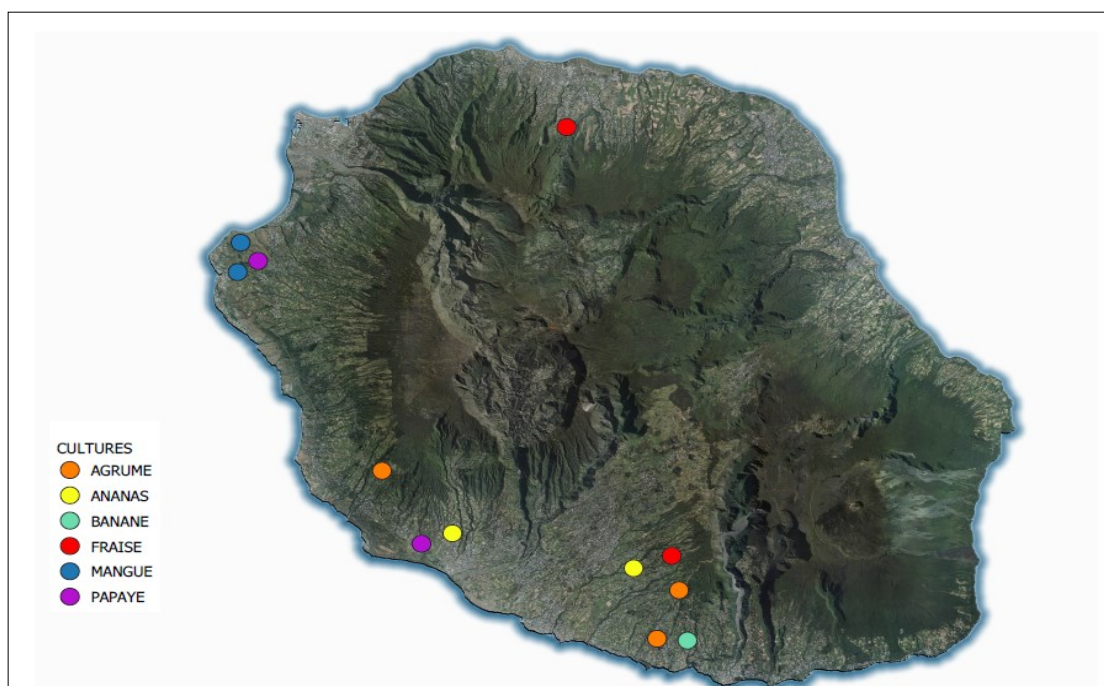 CULTURES
AGRUME
ANANAS
BANANE
FRAISE
MANGUE
PAPAYE